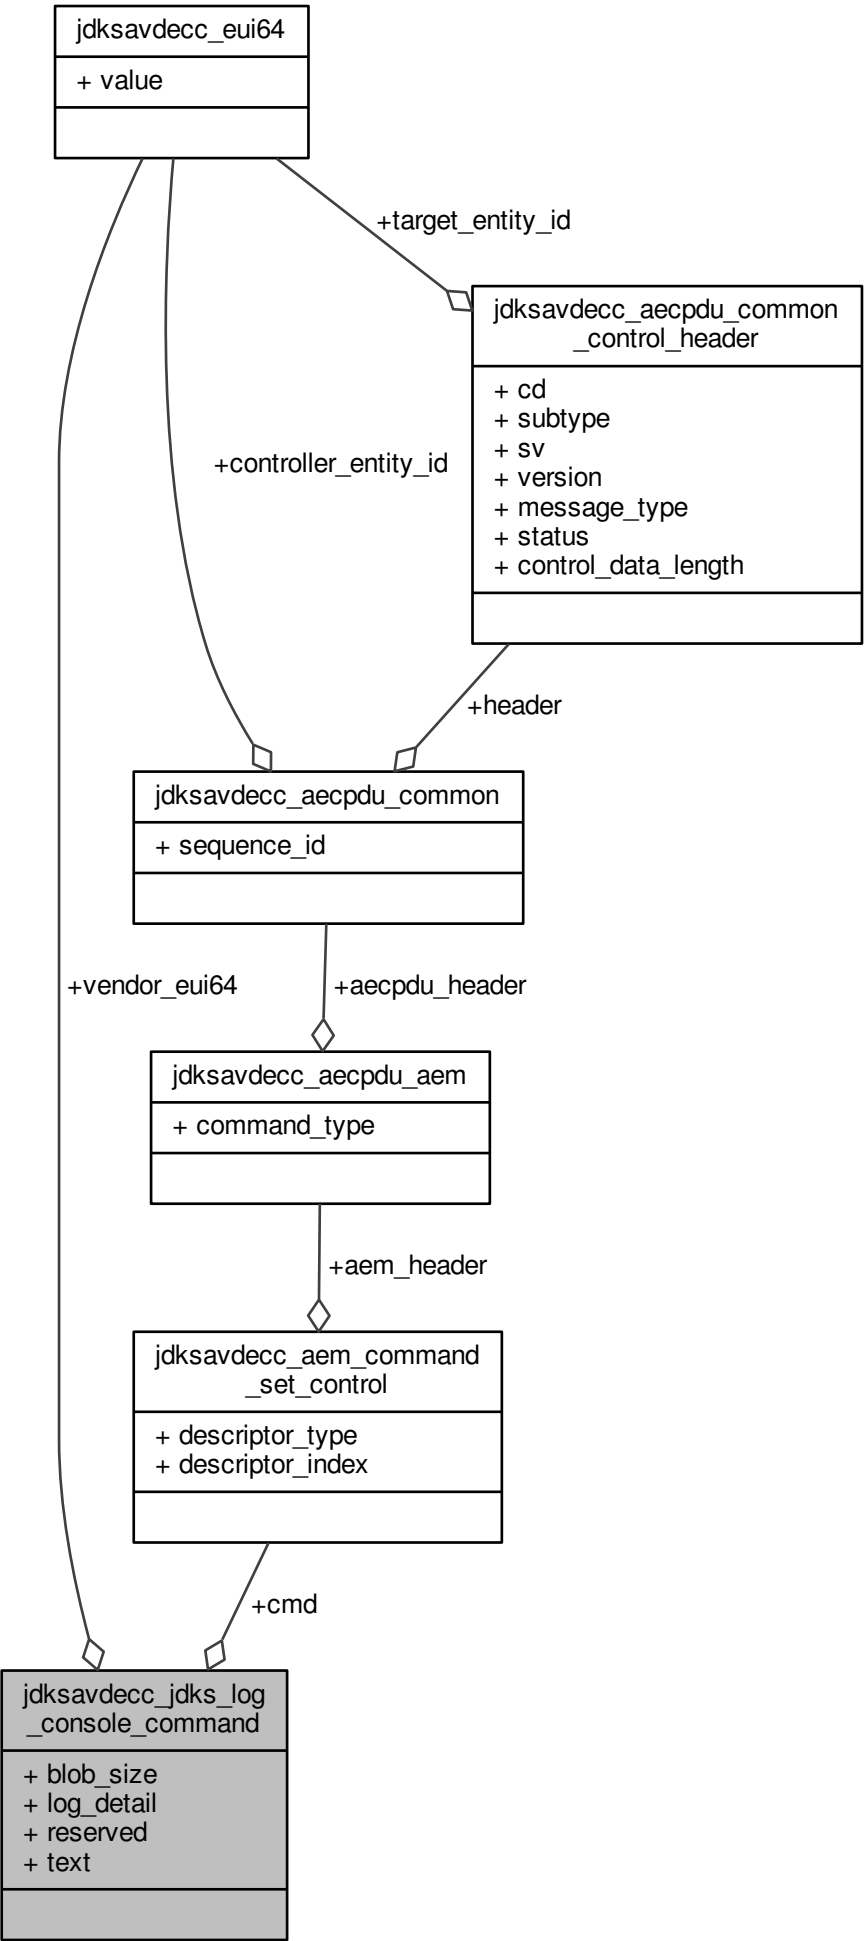 jdksavdecc_eui64
+ value
+target_entity_id
jdksavdecc_aecpdu_common
_control_header
+ cd
+ subtype
+ sv
+ version
+ message_type
+ status
+ control_data_length
+controller_entity_id
+header
jdksavdecc_aecpdu_common
+ sequence_id
+vendor_eui64
+aecpdu_header
jdksavdecc_aecpdu_aem
+ command_type
+aem_header
jdksavdecc_aem_command
_set_control
+ descriptor_type
+ descriptor_index
+cmd
jdksavdecc_jdks_log
_console_command
+ blob_size
+ log_detail
+ reserved
+ text